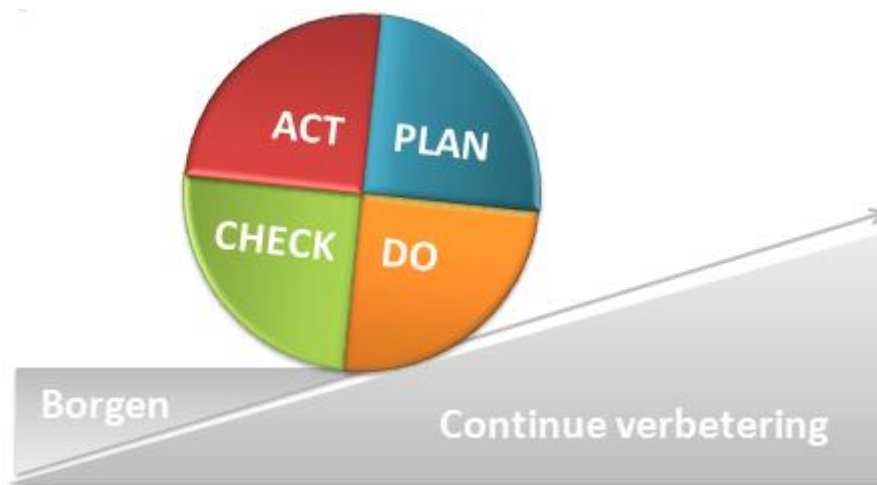 ACT
PLAN
CHECK
DO
Borgen
Continue verbetering